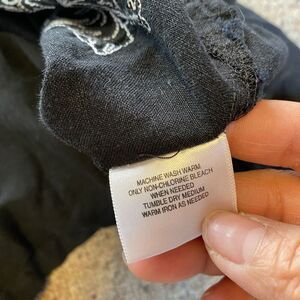 MACHINE WASH WARM
ONLY NON-CHLORINE BLEACH
WHEN NEEDED
TUMBLE DRY MEDIUM
WARM IRON AS NEEDED